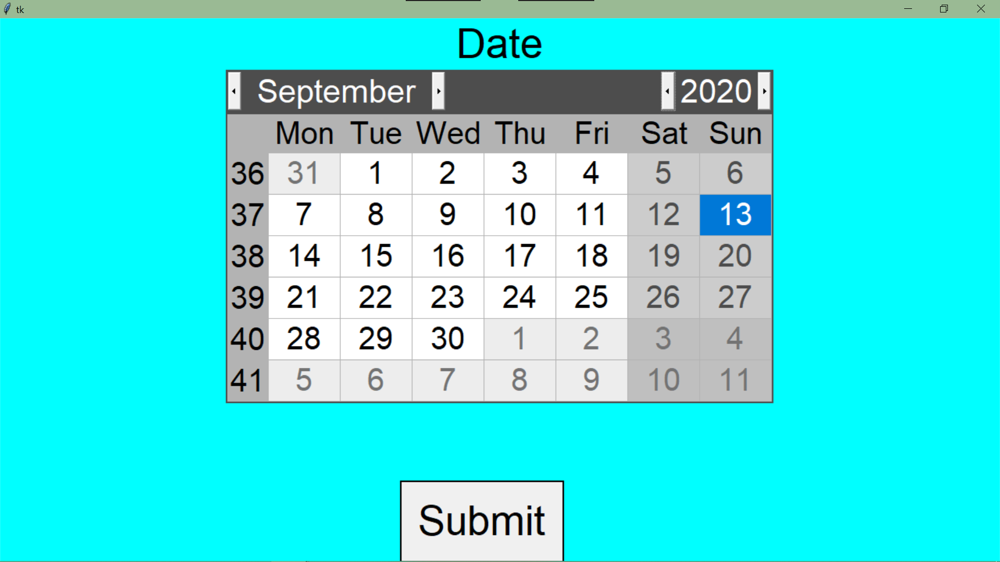 tk
Date
September 2020
Mon Tue Wed Thu Fri Sat Sun
36 31 1 2 3 4 5 6
37 7 8 9 10 11 12 13
38 14 15 16 17 18 19 20
39 21 22 23 24 25 26 27
40 28 29 30 1 2 3 4
41 5 6 7 8 9 10 11
Submit